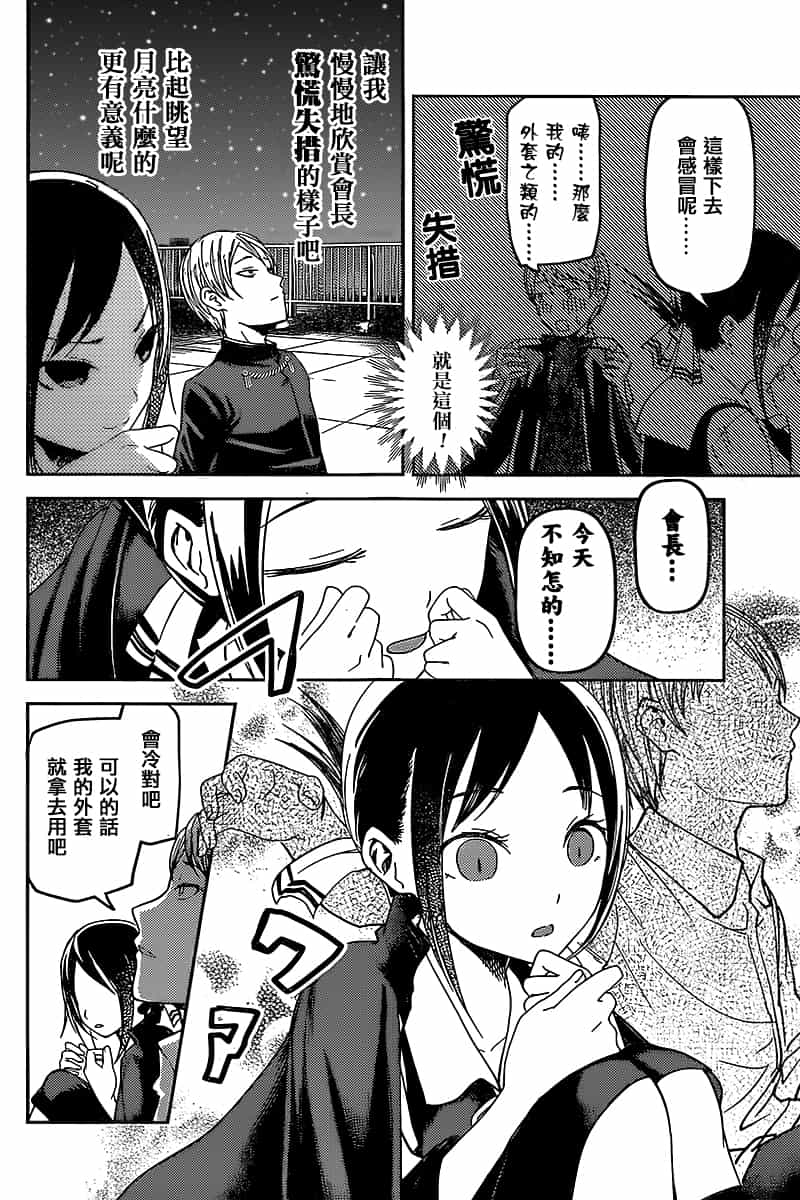 這樣下去
會感冒呢……
咦……那麼
我的……
外套之類的……
驚慌
失措
就是這個！
讓我
慢慢地欣賞會長
驚慌失措的樣子吧
比起眺望
月亮什麼的
更有意義呢
會長…
今天
不知怎的……
ク
ワァ
會冷對吧
可以的話
我的外套
就拿去用吧